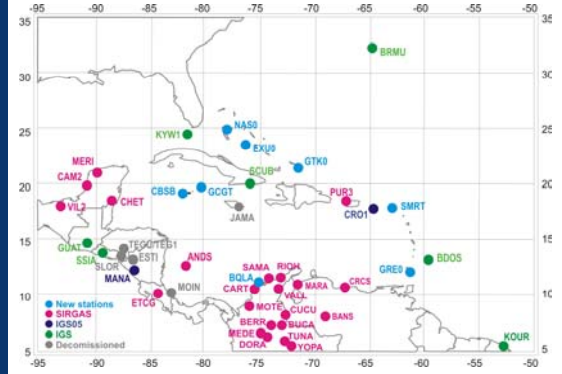 -95 -90 -85 -80 -75 -70 -65 -60 -55 -50
35 35
BRMU
30 30
NAS0
KYW1
25 25
EXU0
GTK0
MERI
SCUB
CAM2
20 CBSB GCGT PUR3 20
VIL2 CHET CRO1 SMRT
JAMA
15 GUAT TEGU/TEG1 15
SSIA ESTI ANDS BDOS
SLOR SAMA RIOH GRE0
MANA BQLA MARA CRCS
10 ETCG MOIN CART VALL 10
New stations MOTE CUCU
SIRGAS BERR BUCA BANS
IGS05 MEDE TUNA KOUR
IGS DORA YOPA
Decomissioned
5 5
-95 -90 -85 -80 -75 -70 -65 -60 -55 -50